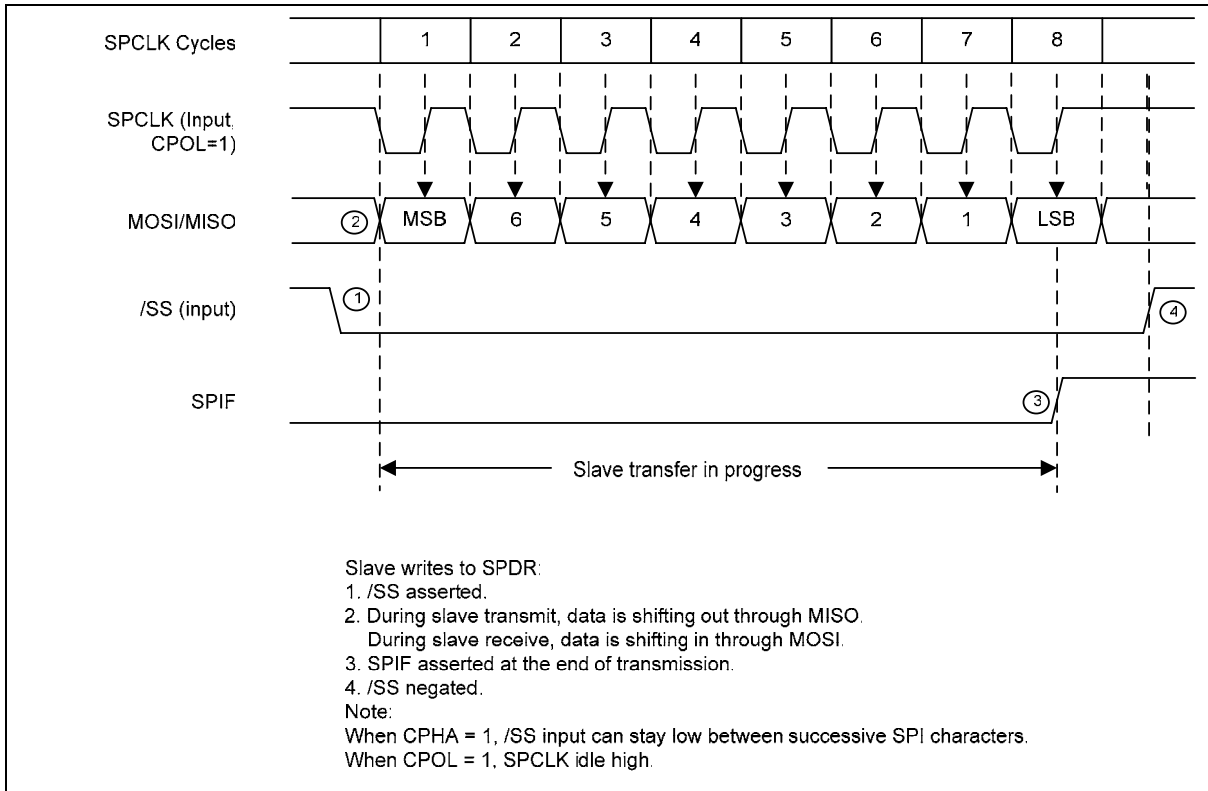 SPCLK Cycles
1 2 3 4 5 6 7 8
SPCLK (Input,
CPOL=1)
MOSI/MISO
2 MSB 6 5 4 3 2 1 LSB
/SS (input)
1
4
SPIF
3
Slave transfer in progress
Slave writes to SPDR:
1. /SS asserted.
2. During slave transmit, data is shifting out through MISO.
During slave receive, data is shifting in through MOSI.
3. SPIF asserted at the end of transmission.
4. /SS negated.
Note:
When CPHA = 1, /SS input can stay low between successive SPI characters.
When CPOL = 1, SPCLK idle high.